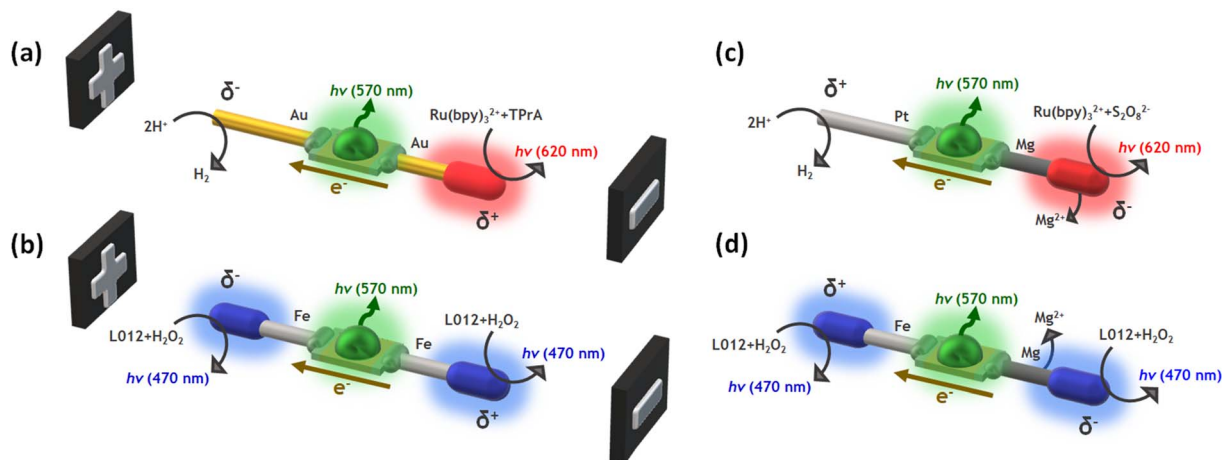 (a)
δ⁻
Au
hν (570 nm)
Au
Ru(bpy)₃²⁺+TPrA
2H⁺
H₂
hν (620 nm)
e⁻
δ⁺
(b)
δ⁻
Fe
hν (570 nm)
Fe
L012+H₂O₂
L012+H₂O₂
hν (470 nm)
hν (470 nm)
e⁻
δ⁺
(c)
δ⁺
Pt
hν (570 nm)
Mg
Ru(bpy)₃²⁺+S₂O₈²⁻
2H⁺
H₂
hν (620 nm)
e⁻
Mg²⁺
δ⁻
(d)
δ⁺
Fe
hν (570 nm)
Mg²⁺
Mg
L012+H₂O₂
L012+H₂O₂
hν (470 nm)
hν (470 nm)
e⁻
δ⁻